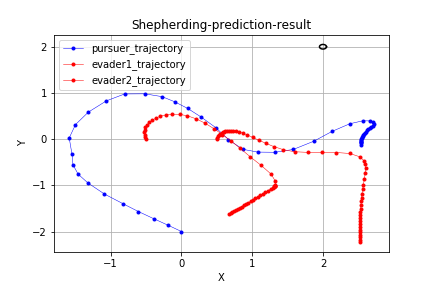 Shepherding-prediction-result
pursuer_trajectory
evader1_trajectory
evader2_trajectory
Y
2
1
0
−1
−2
−1
0
1
2
X